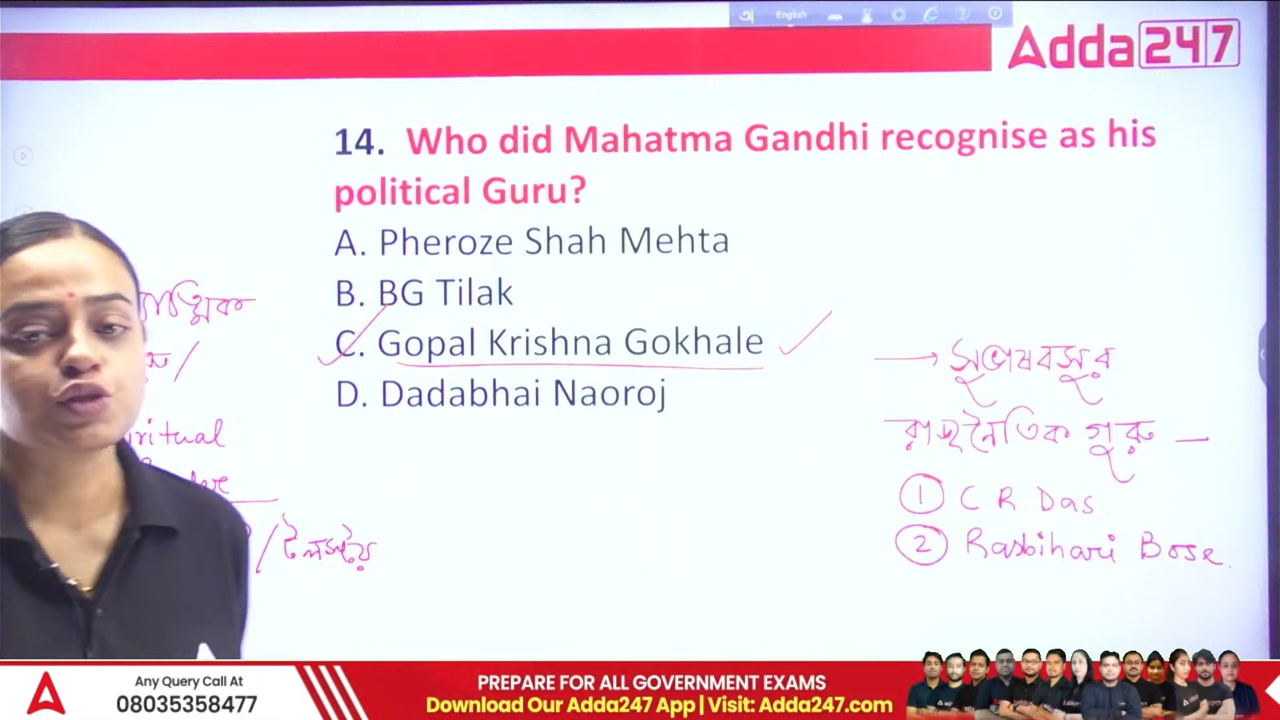 English
Adda247
14. Who did Mahatma Gandhi recognise as his
political Guru?
A. Pheroze Shah Mehta
B. BG Tilak
C. Gopal Krishna Gokhale
D. Dadabhai Naoroj
সুভাষবসুর
রাজনৈতিক গুরু —
① C R. Das
② Rasbihari Bose.
/ টলস্টয়
Any Query Call At
08035358477
PREPARE FOR ALL GOVERNMENT EXAMS
Download Our Adda247 App | Visit: Adda247.com